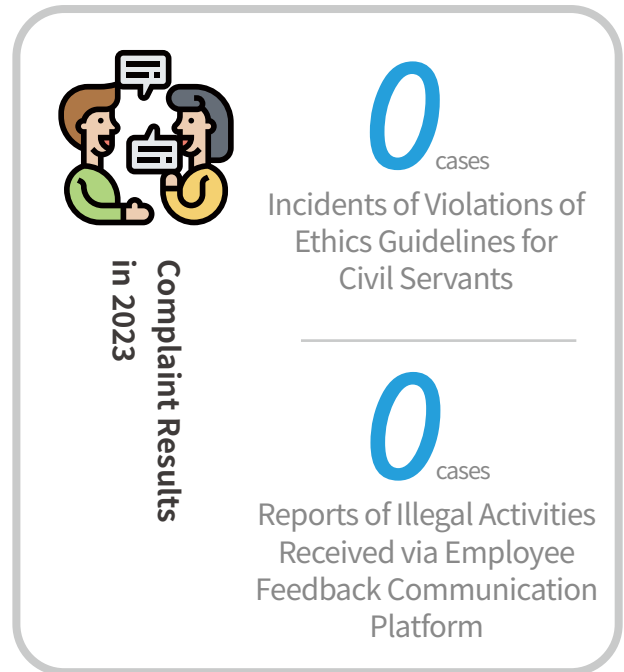 Complaint Results
in 2023
0 cases
Incidents of Violations of
Ethics Guidelines for
Civil Servants
0 cases
Reports of Illegal Activities
Received via Employee
Feedback Communication
Platform